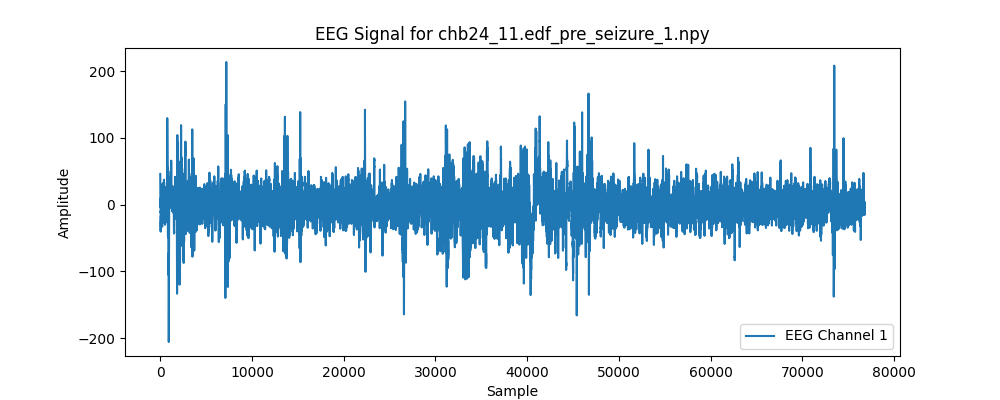 EEG Signal for chb24_11.edf_pre_seizure_1.npy
Amplitude
200
100
0
−100
−200
EEG Channel 1
0 10000 20000 30000 40000 50000 60000 70000 80000
Sample